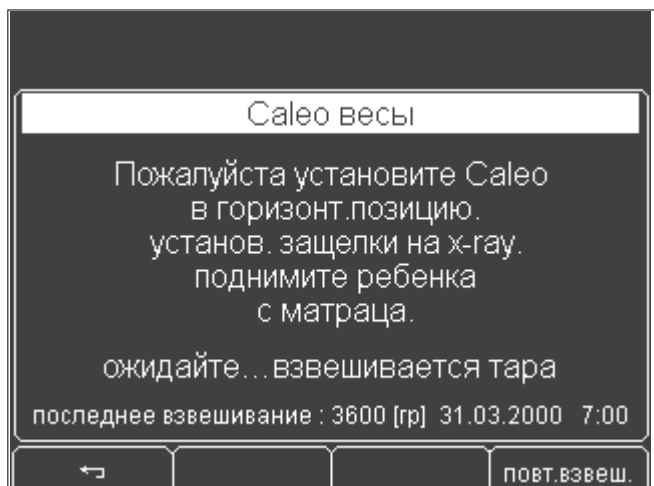 Caleo весы
Пожалуйста установите Caleo
в горизонт.позицию.
установ. защелки на x-ray.
поднимите ребенка
с матраца.
ожидайте...взвешивается тара
последнее взвешивание : 3600 [гр] 31.03.2000 7:00
повт.взвеш.